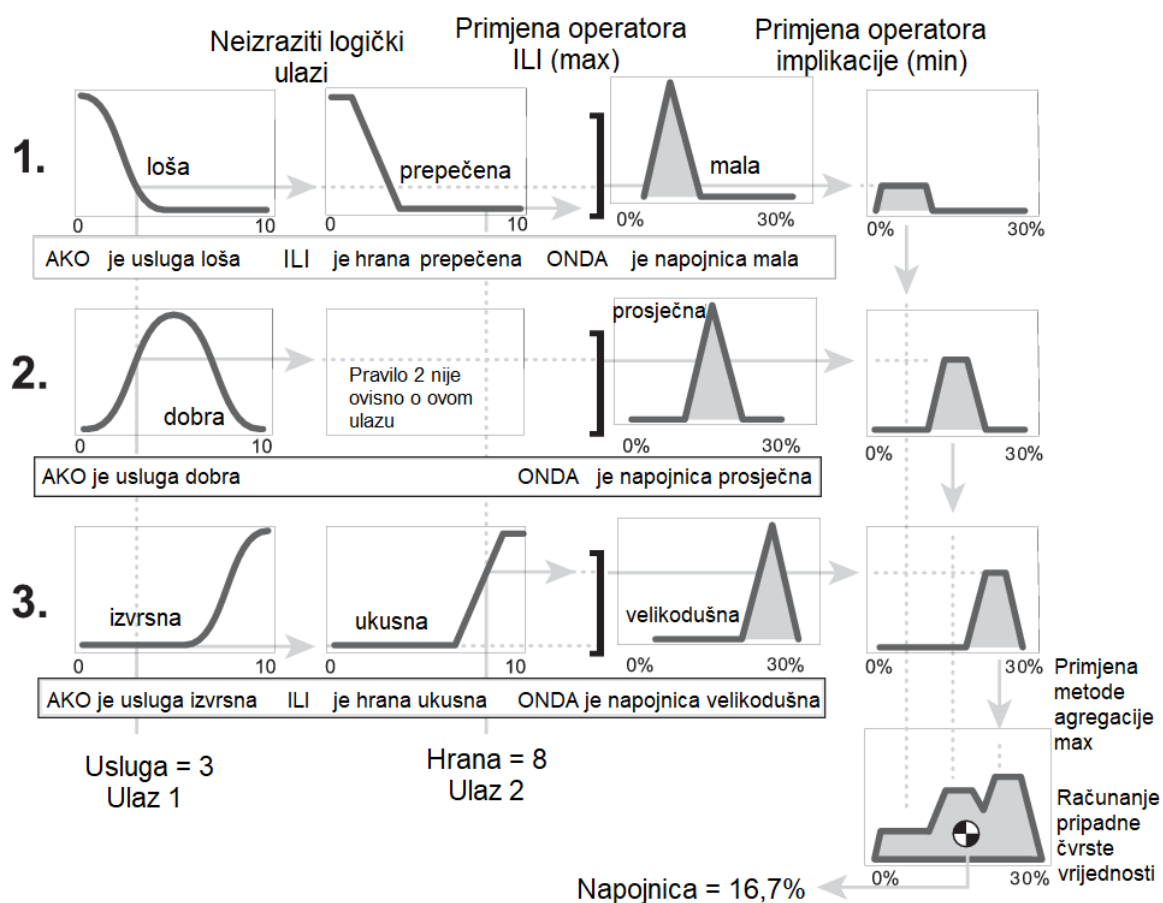 Neizraziti logički
ulazi
Primjena operatora
ILI (max)
Primjena operatora
implikacije (min)
1.
loša
0 10
prepečena
0 10
mala
0% 30%
0% 30%
AKO je usluga loša ILI je hrana prepečena ONDA je napojnica mala
2.
dobra
0 10
Pravilo 2 nije
ovisno o ovom
ulazu
prosječna
0% 30%
0% 30%
AKO je usluga dobra ONDA je napojnica prosječna
3.
izvrsna
0 10
ukusna
0 10
velikodušna
0% 30%
0% 30%
AKO je usluga izvrsna ILI je hrana ukusna ONDA je napojnica velikodušna
Usluga = 3
Ulaz 1
Hrana = 8
Ulaz 2
Primjena
metode
agregacije
max
Računanje
pripadne
čvrste
vrijednosti
0% 30%
Napojnica = 16,7%